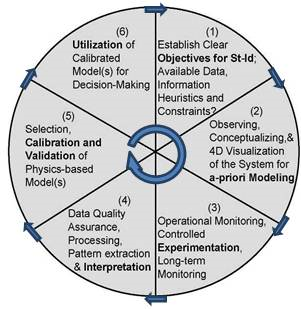 (1)
Establish Clear
Objectives for St-Id;
Available Data,
Information
Heuristics and
Constraints?
(2)
Observing,
Conceptualizing,&
4D Visualization
of the System for
a-priori Modeling
(3)
Operational Monitoring,
Controlled
Experimentation,
Long-term
Monitoring
(4)
Data Quality
Assurance,
Processing,
Pattern extraction
& Interpretation
(5)
Selection,
Calibration and
Validation of
Physics-based
Model(s)
(6)
Utilization of
Calibrated
Model(s) for
Decision-Making